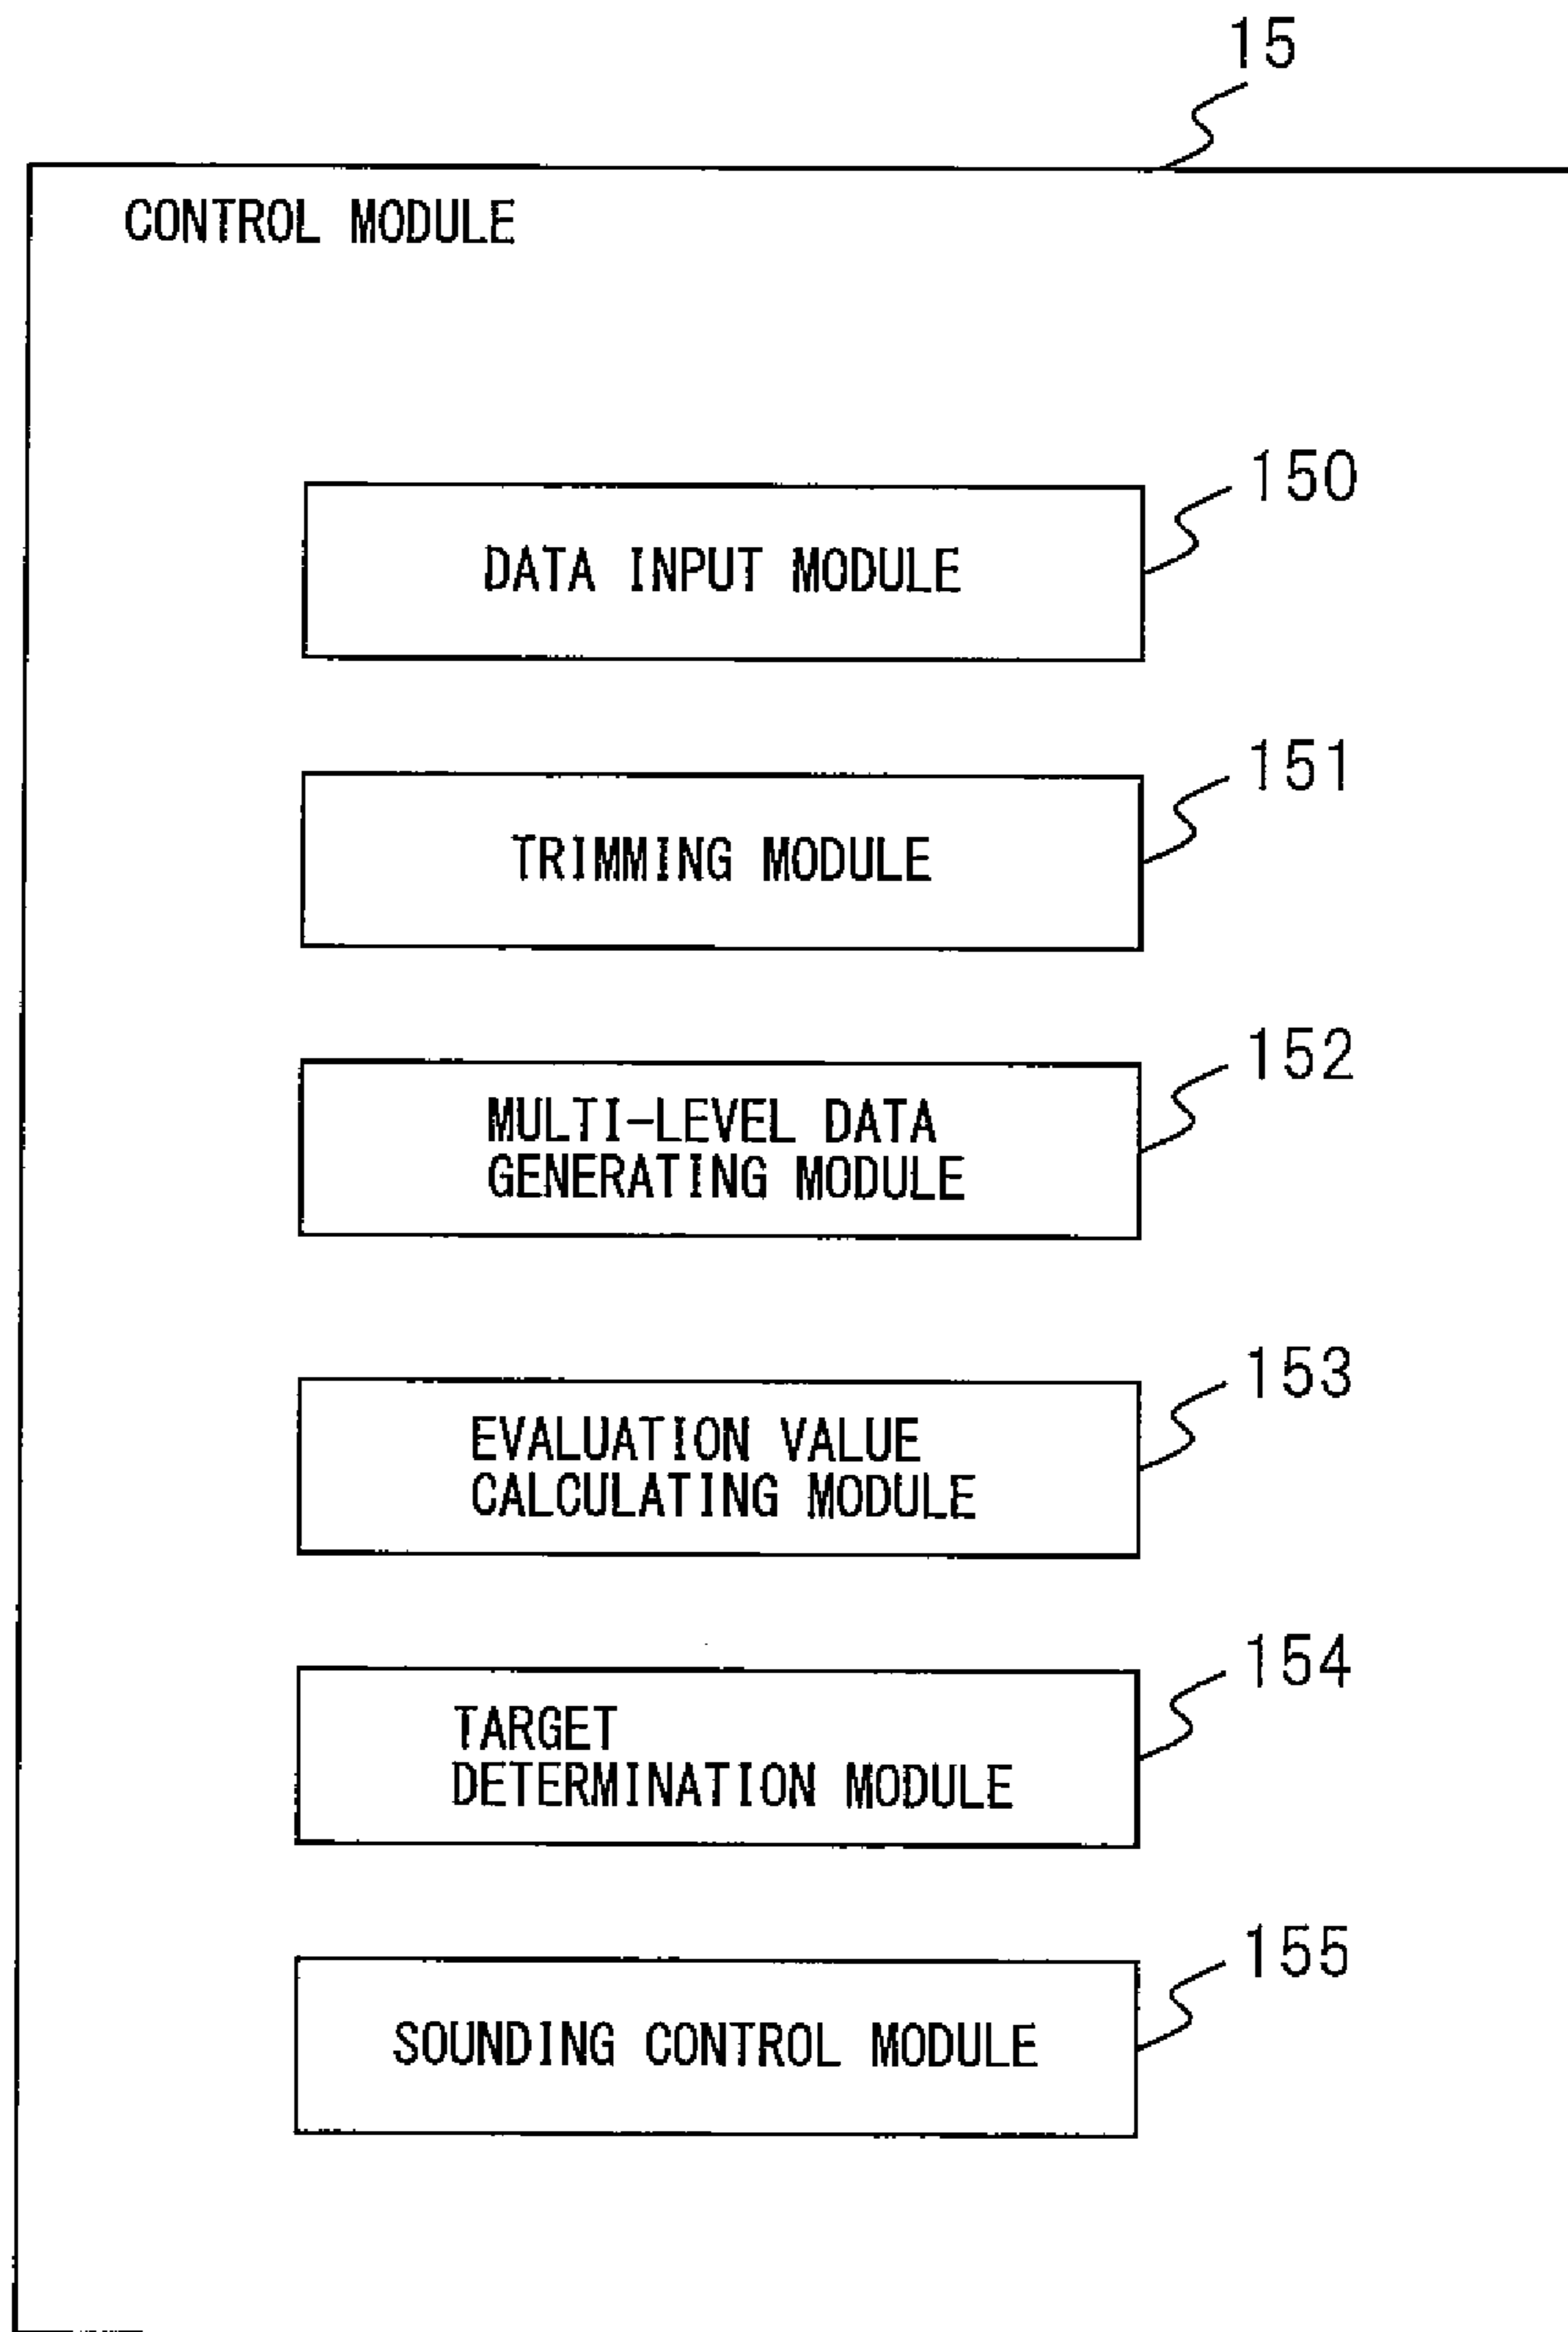 15
CONTROL MODULE
150
DATA INPUT MODULE
151
TRIMMING MODULE
152
MULTI-LEVEL DATA
GENERATING MODULE
153
EVALUATION VALUE
CALCULATING MODULE
154
TARGET
DETERMINATION MODULE
155
SOUNDING CONTROL MODULE